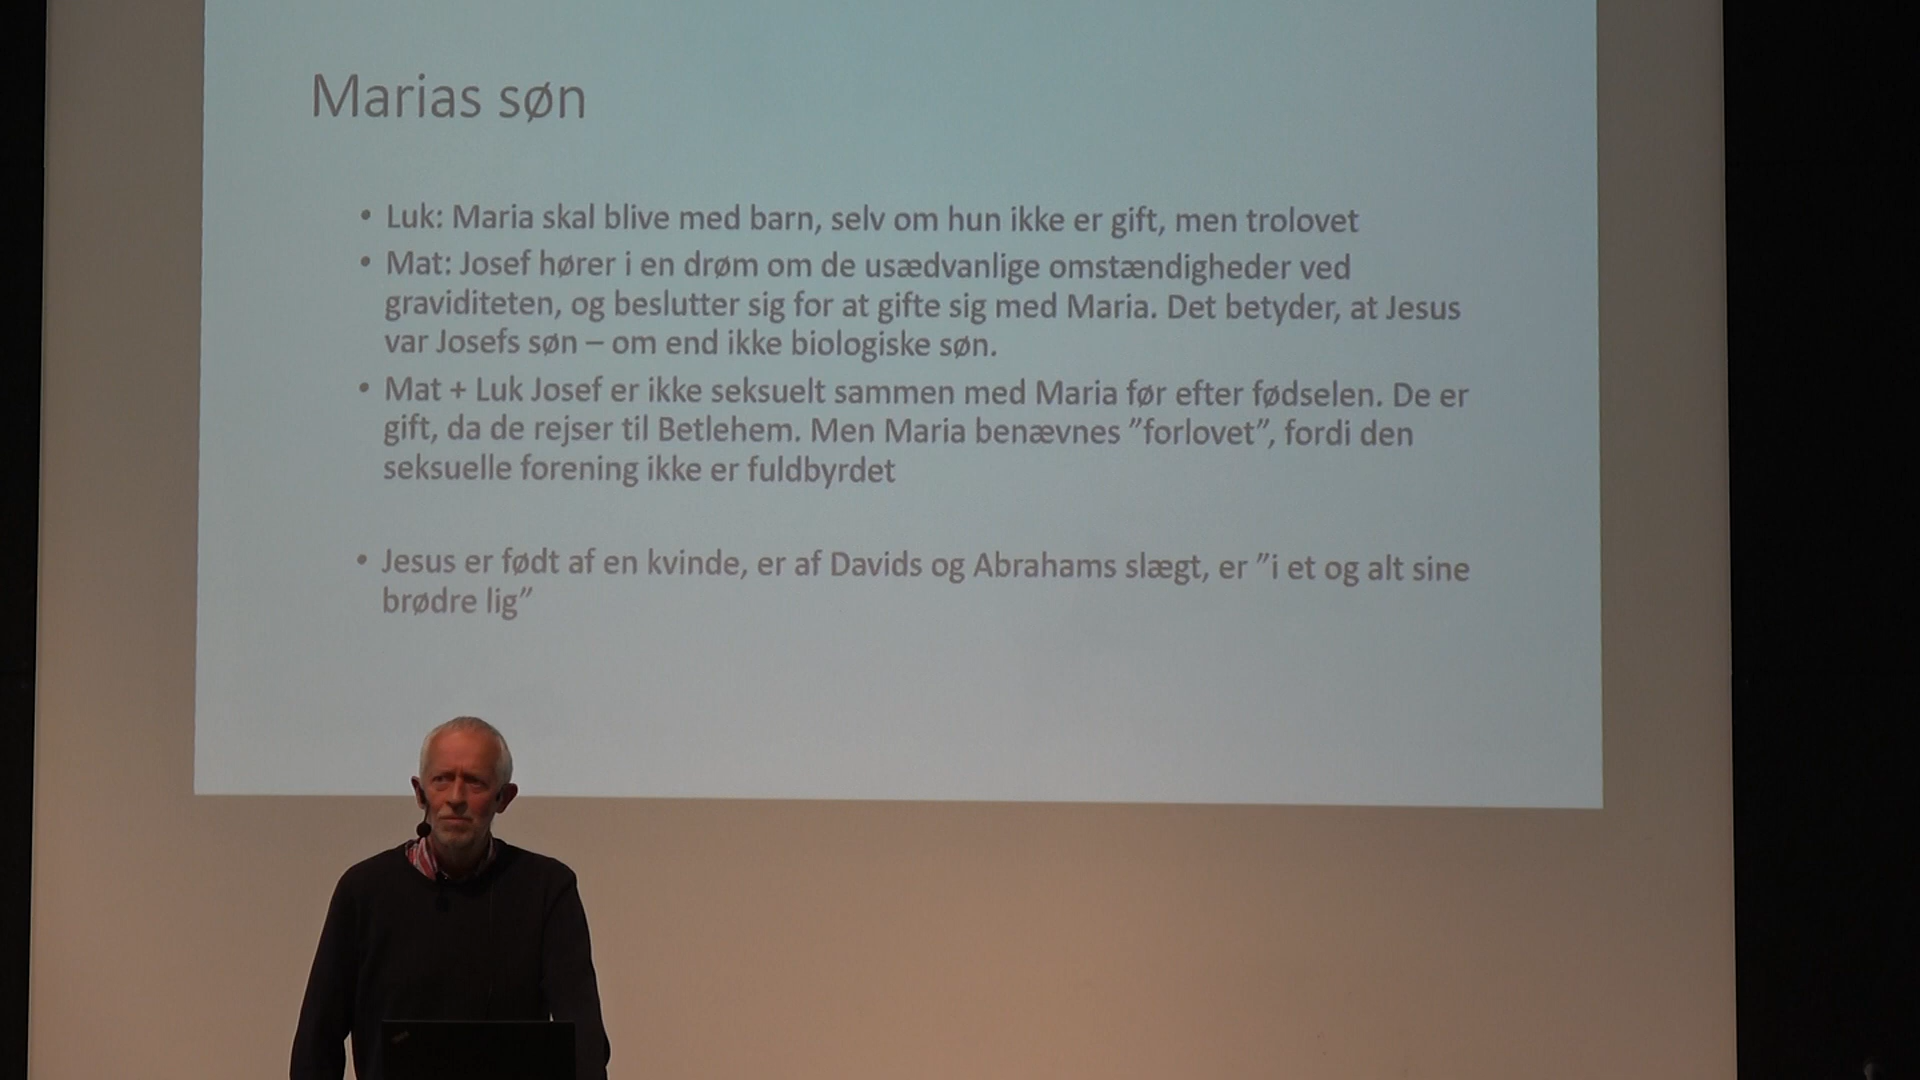 Marias søn
• Luk: Maria skal blive med barn, selv om hun ikke er gift, men trolovet
• Mat: Josef hører i en drøm om de usædvanlige omstændigheder ved
graviditeten, og beslutter sig for at gifte sig med Maria. Det betyder, at Jesus
var Josefs søn – om end ikke biologiske søn.
• Mat + Luk Josef er ikke seksuelt sammen med Maria før efter fødselen. De er
gift, da de rejser til Betlehem. Men Maria benævnes ”forlovet”, fordi den
seksuelle forening ikke er fuldbyrdet
• Jesus er født af en kvinde, er af Davids og Abrahams slægt, er ”i et og alt sine
brødre lig”